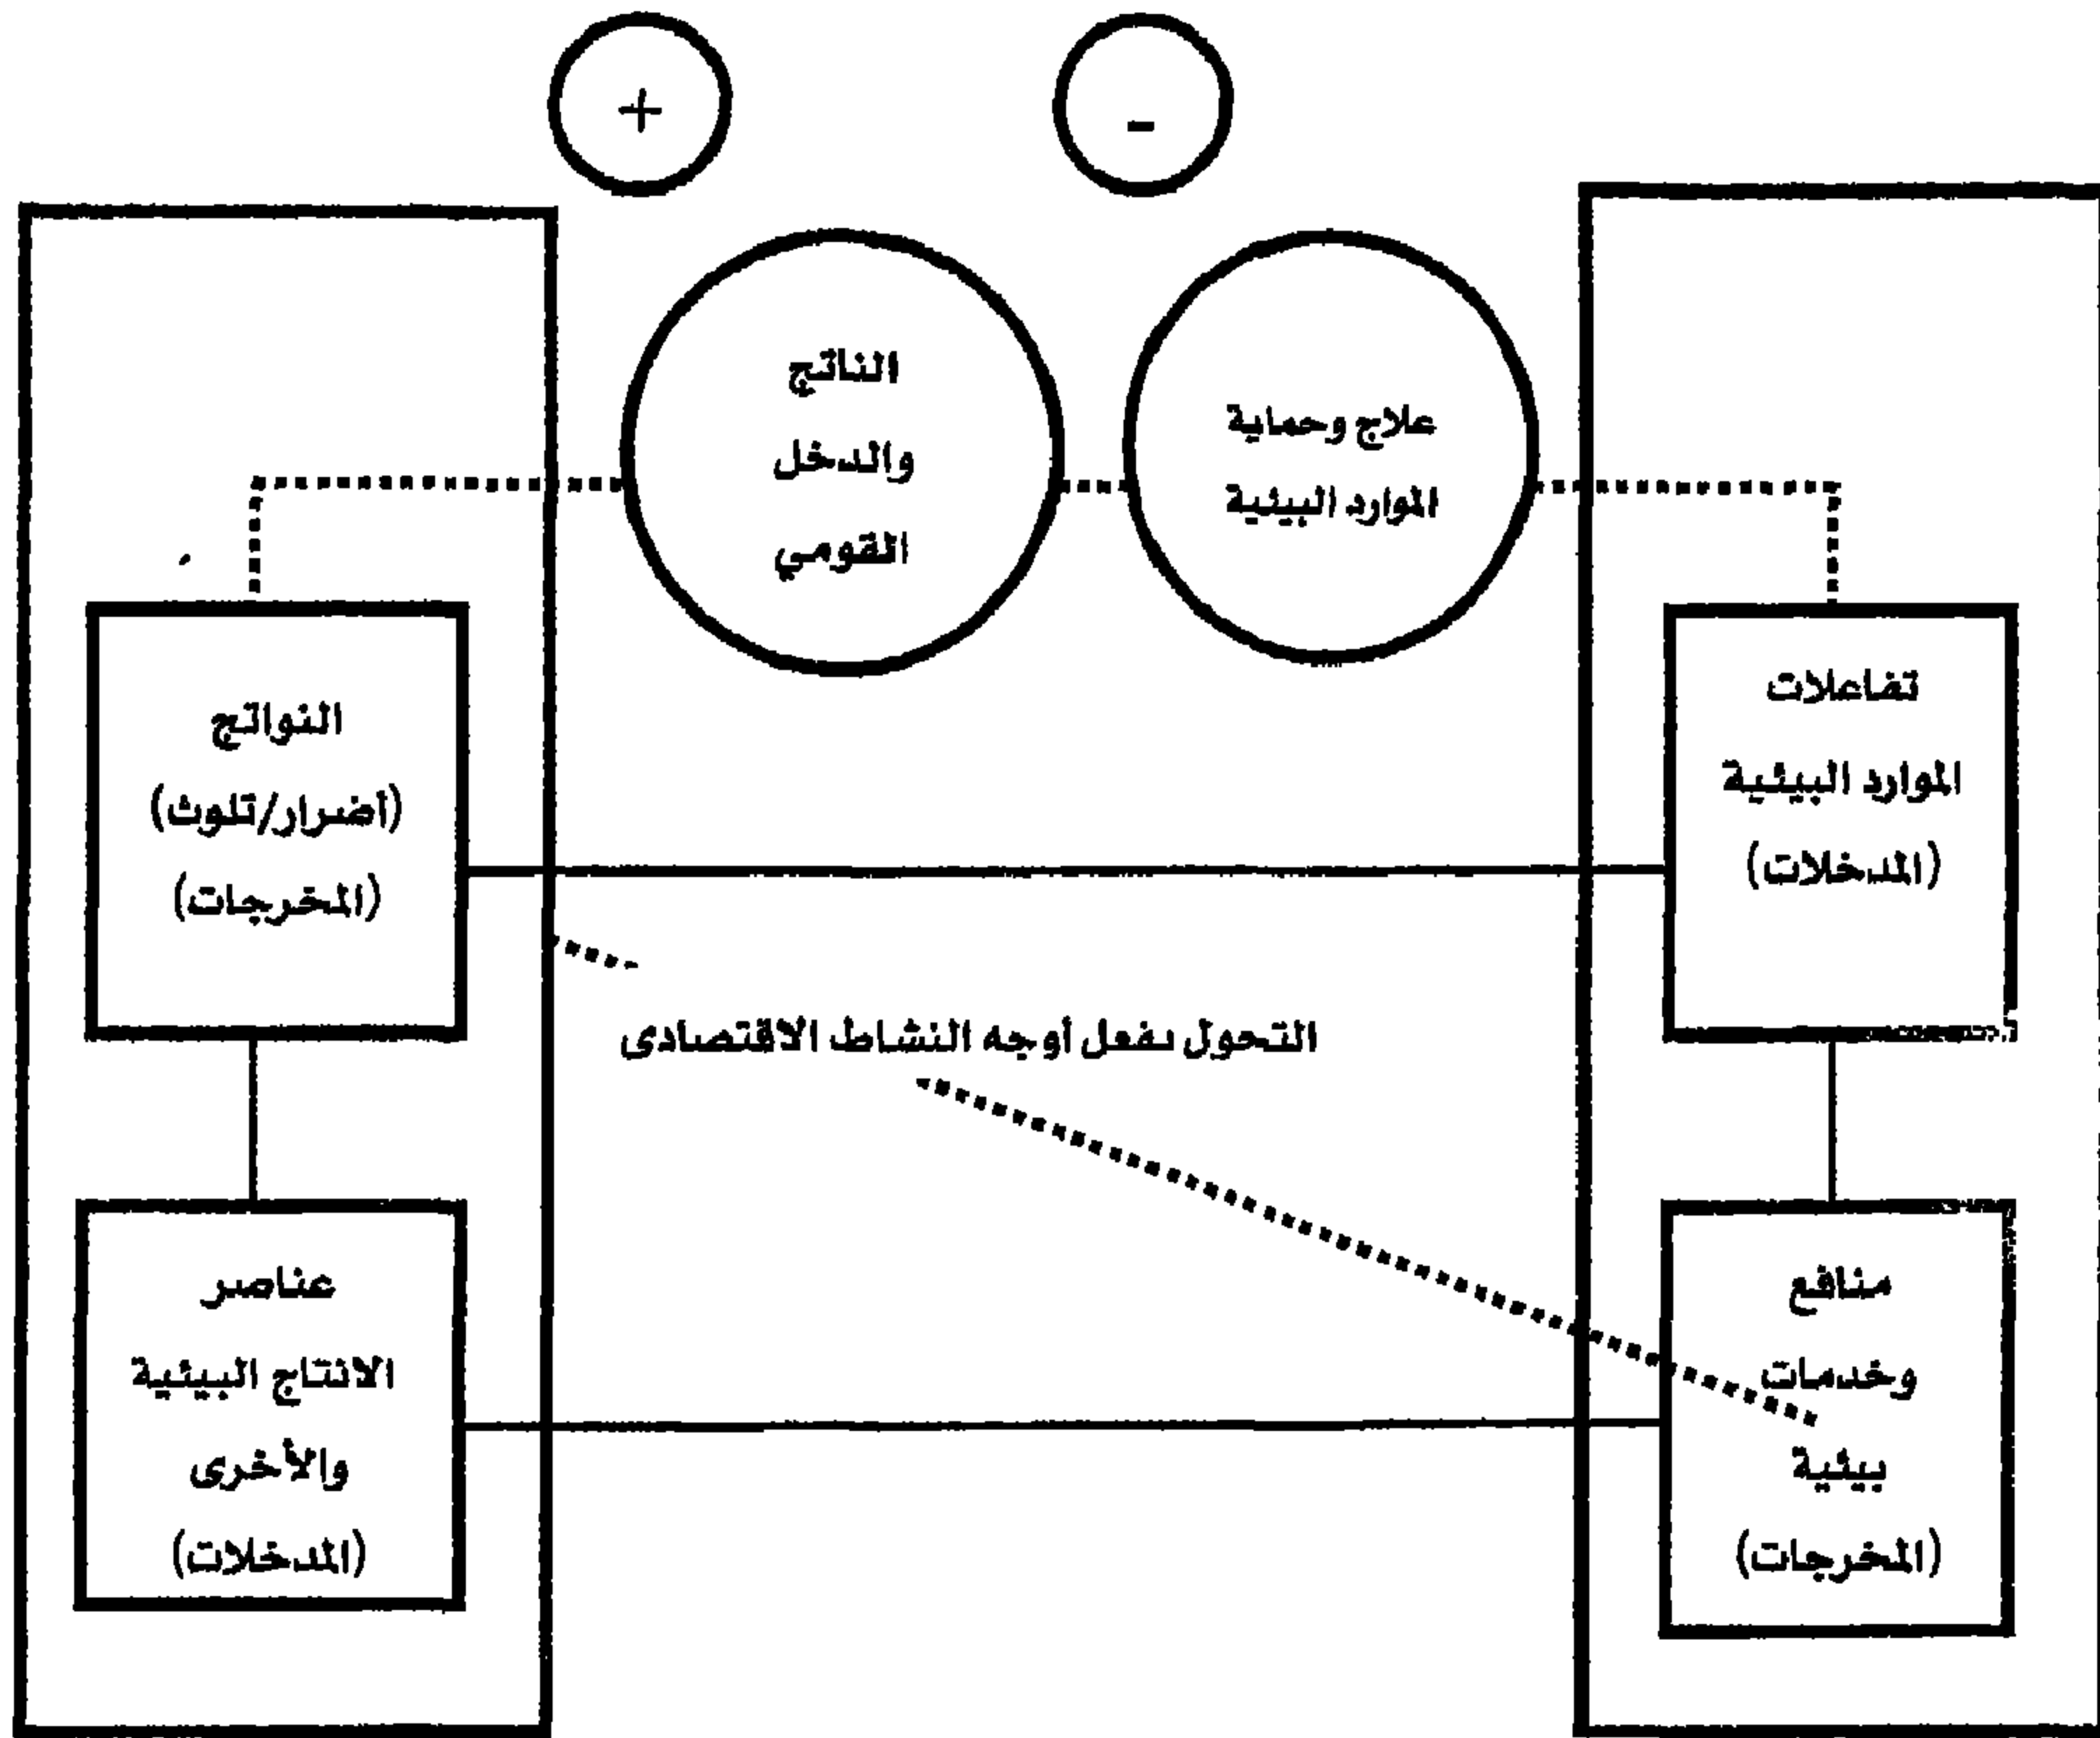 +
-
الناتج
والدخل
القومي
علاج وحماية
الموارد البيئية
تفاعلات
الموارد البيئية
(المدخلات)
النواتج
(أضرار/تلوث)
(المخرجات)
التحول بفعل أوجه النشاط الاقتصادى
منافع
وخدمات
بيئية
(المخرجات)
عناصر
الانتاج البيئية
والأخرى
(المدخلات)